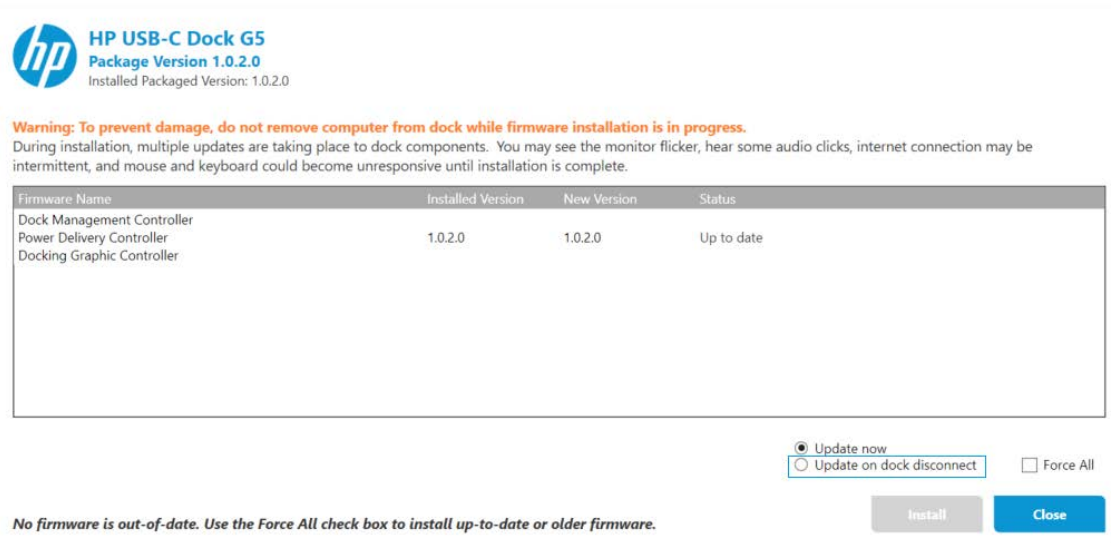 hp
HP USB-C Dock G5
Package Version 1.0.2.0
Installed Packaged Version: 1.0.2.0
Warning: To prevent damage, do not remove computer from dock while firmware installation is in progress.
During installation, multiple updates are taking place to dock components. You may see the monitor flicker, hear some audio clicks, internet connection may be
intermittent, and mouse and keyboard could become unresponsive until installation is complete.
Firmware Name Installed Version New Version Status
Dock Management Controller
Power Delivery Controller 1.0.2.0 1.0.2.0 Up to date
Docking Graphic Controller
Update now
Update on dock disconnect Force All
No firmware is out-of-date. Use the Force All check box to install up-to-date or older firmware. Install Close